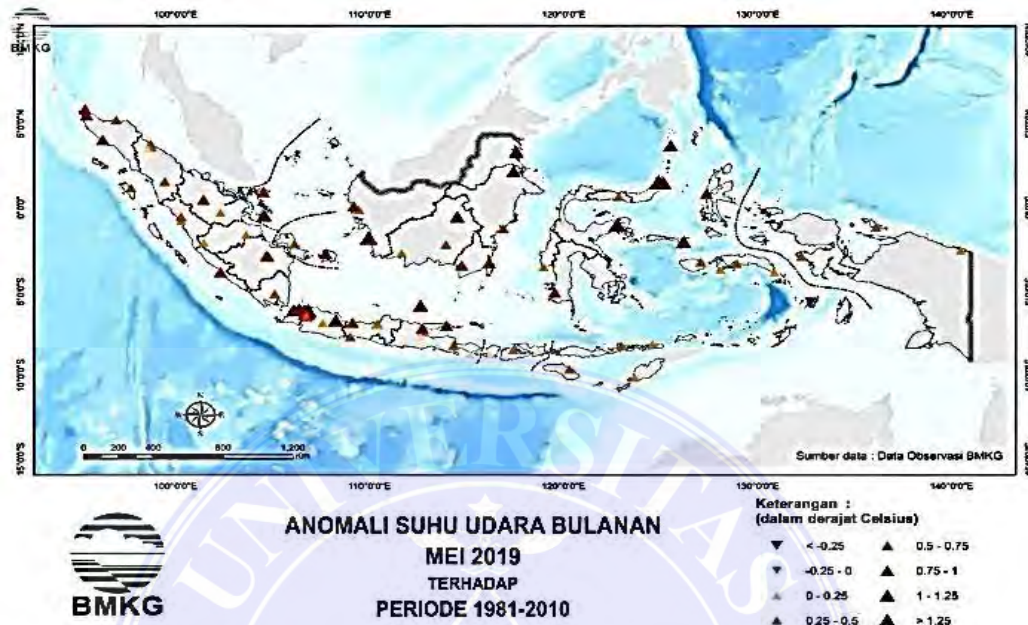 BMKG
100°0'0"E 110°0'0"E 120°0'0"E 130°0'0"E 140°0'0"E
5°0'0"N
0°0'0"
5°0'0"S
10°0'0"S
15°0'0"S
N
S
0 200 400 800 1,200
Km
Sumber data : Data Observasi BMKG
100°0'0"E 110°0'0"E 120°0'0"E 130°0'0"E 140°0'0"E
BMKG
ANOMALI SUHU UDARA BULANAN
MEI 2019
TERHADAP
PERIODE 1981-2010
UNIVERSITAS
Keterangan :
(dalam derajat Celsius)
< -0.25
-0.25 - 0
0 - 0.25
0.25 - 0.5
0.5 - 0.75
0.75 - 1
1 - 1.25
> 1.25